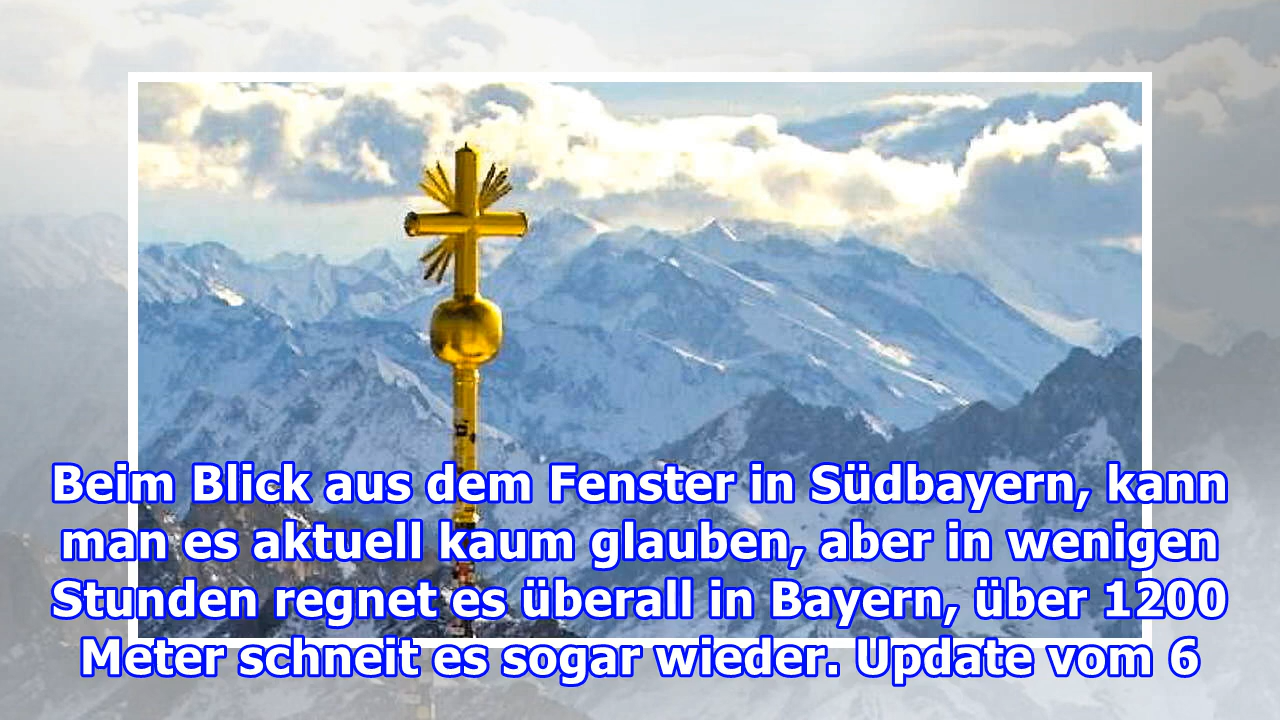 Beim Blick aus dem Fenster in Südbayern, kann
man es aktuell kaum glauben, aber in wenigen
Stunden regnet es überall in Bayern, über 1200
Meter schneit es sogar wieder. Update vom 6